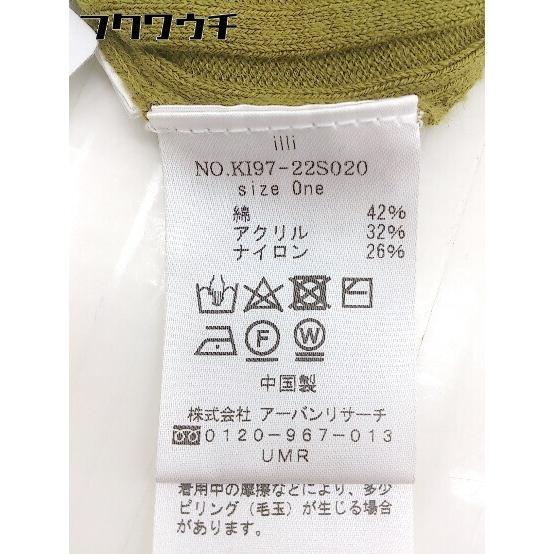 フクワウチ
illi
NO.KI97-22S020
size One
綿 42%
アクリル 32%
ナイロン 26%
F W
中国製
株式会社 アーバンリサーチ
0120-967-013
UMR
着用中の摩擦などにより、多少
ピリング(毛玉)が生じる場合
があります。